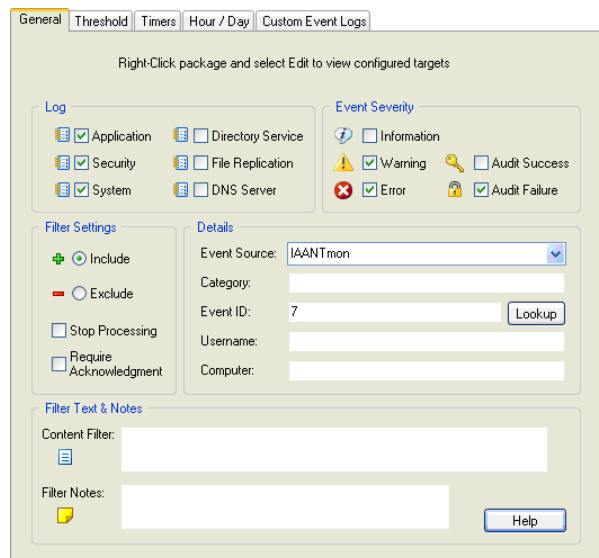 General Threshold Timers Hour / Day Custom Event Logs
Right-Click package and select Edit to view configured targets
Log
Application Directory Service
Security File Replication
System DNS Server
Event Severity
Information
Warning Audit Success
Error Audit Failure
Filter Settings
Include
Exclude
Stop Processing
Require
Acknowledgment
Details
Event Source: IAANTmon
Category:
Event ID: 7 Lookup
Username:
Computer:
Filter Text & Notes
Content Filter:
Filter Notes:
Help